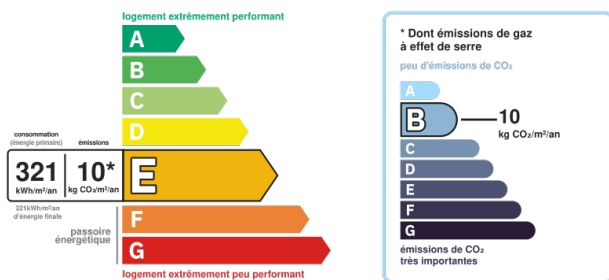 logement extrêmement performant
A
B
C
D
consommation
(énergie primaire)
émissions
321
kWh/m²/an
10*
kg CO₂/m²/an
E
321kWh/m²/an
d'énergie finale
passoire
énergétique
F
G
logement extrêmement peu performant
* Dont émissions de gaz
à effet de serre
peu d'émissions de CO₂
A
B
10
kg CO₂/m²/an
C
D
E
F
G
émissions de CO₂
très importantes